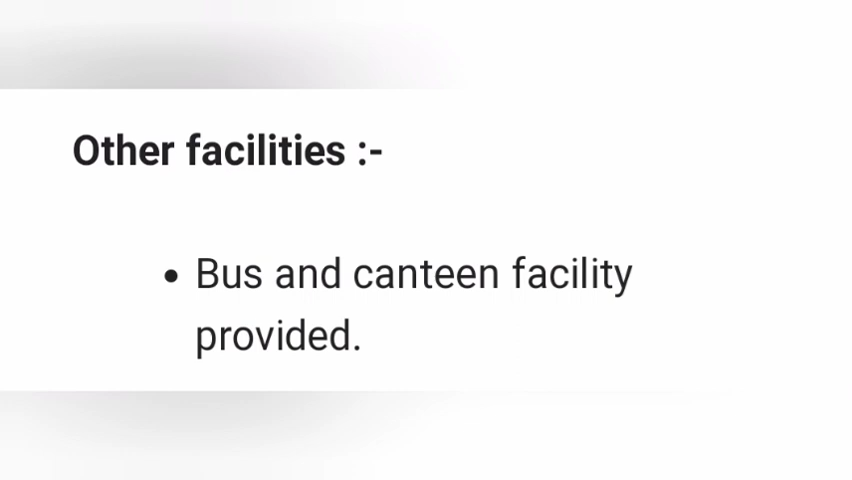 Other facilities :-
• Bus and canteen facility
provided.